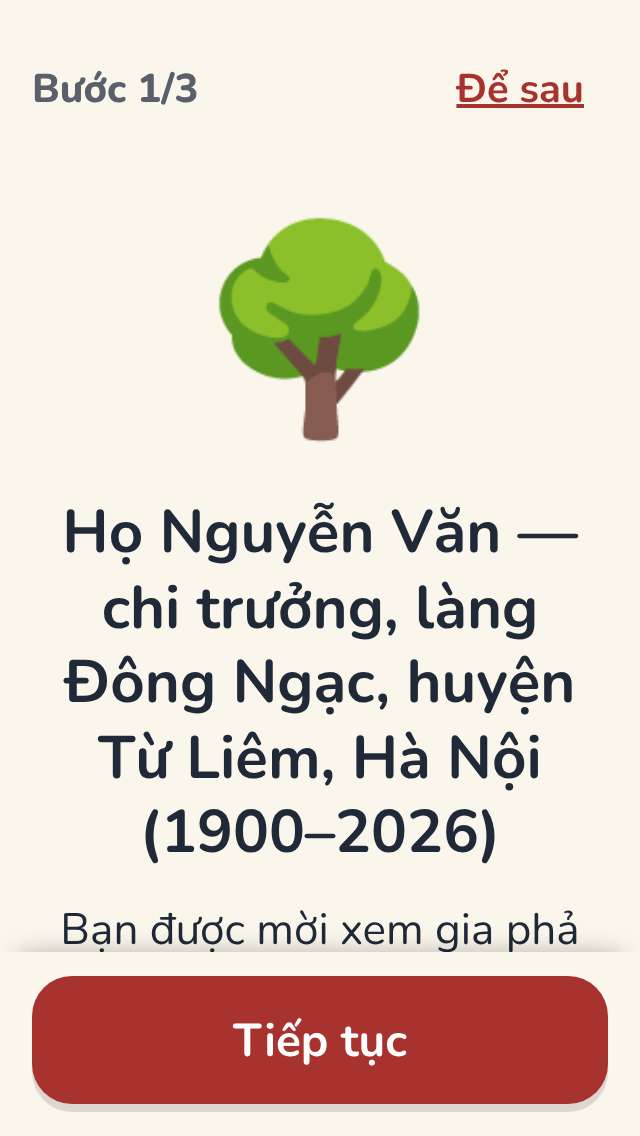 Bước 1/3
Để sau
Họ Nguyễn Văn —
chi trưởng, làng
Đông Ngạc, huyện
Từ Liêm, Hà Nội
(1900–2026)
Bạn được mời xem gia phả
Tiếp tục